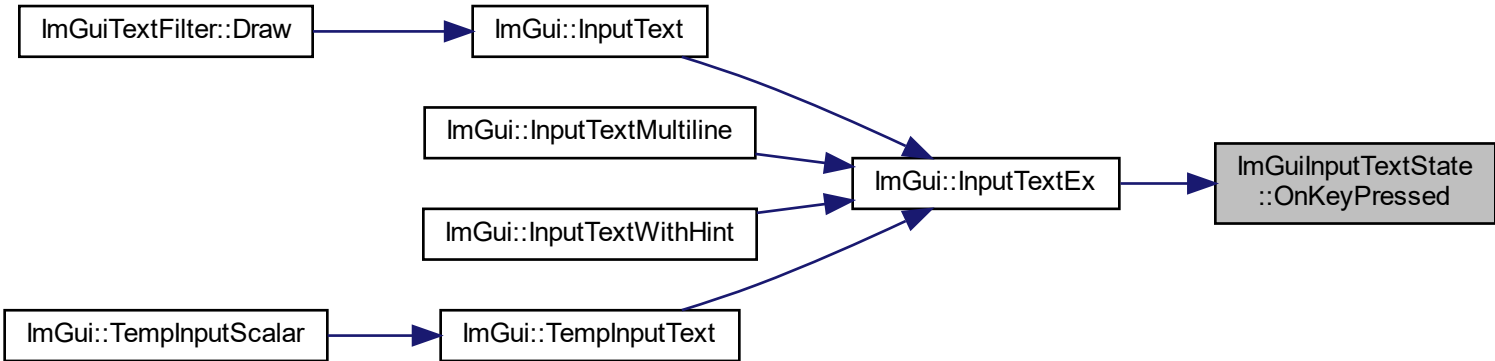 ImGuiTextFilter::Draw
ImGui::InputText
ImGui::InputTextMultiline
ImGui::InputTextWithHint
ImGui::TempInputScalar
ImGui::TempInputText
ImGui::InputTextEx
ImGuiInputTextState
::OnKeyPressed